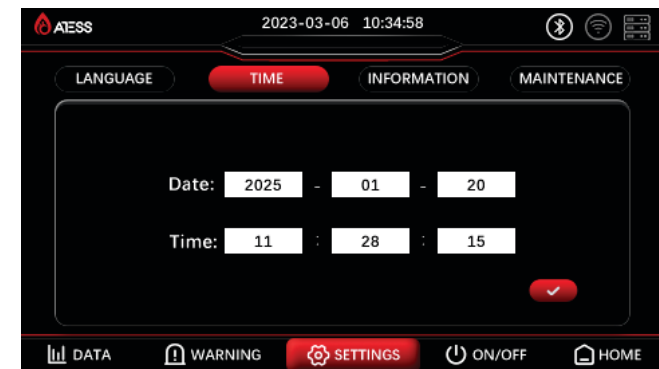 ATESS 2023-03-06 10:34:58
LANGUAGE TIME INFORMATION MAINTENANCE
Date: 2025 - 01 - 20
Time: 11 : 28 : 15
DATA WARNING SETTINGS ON/OFF HOME